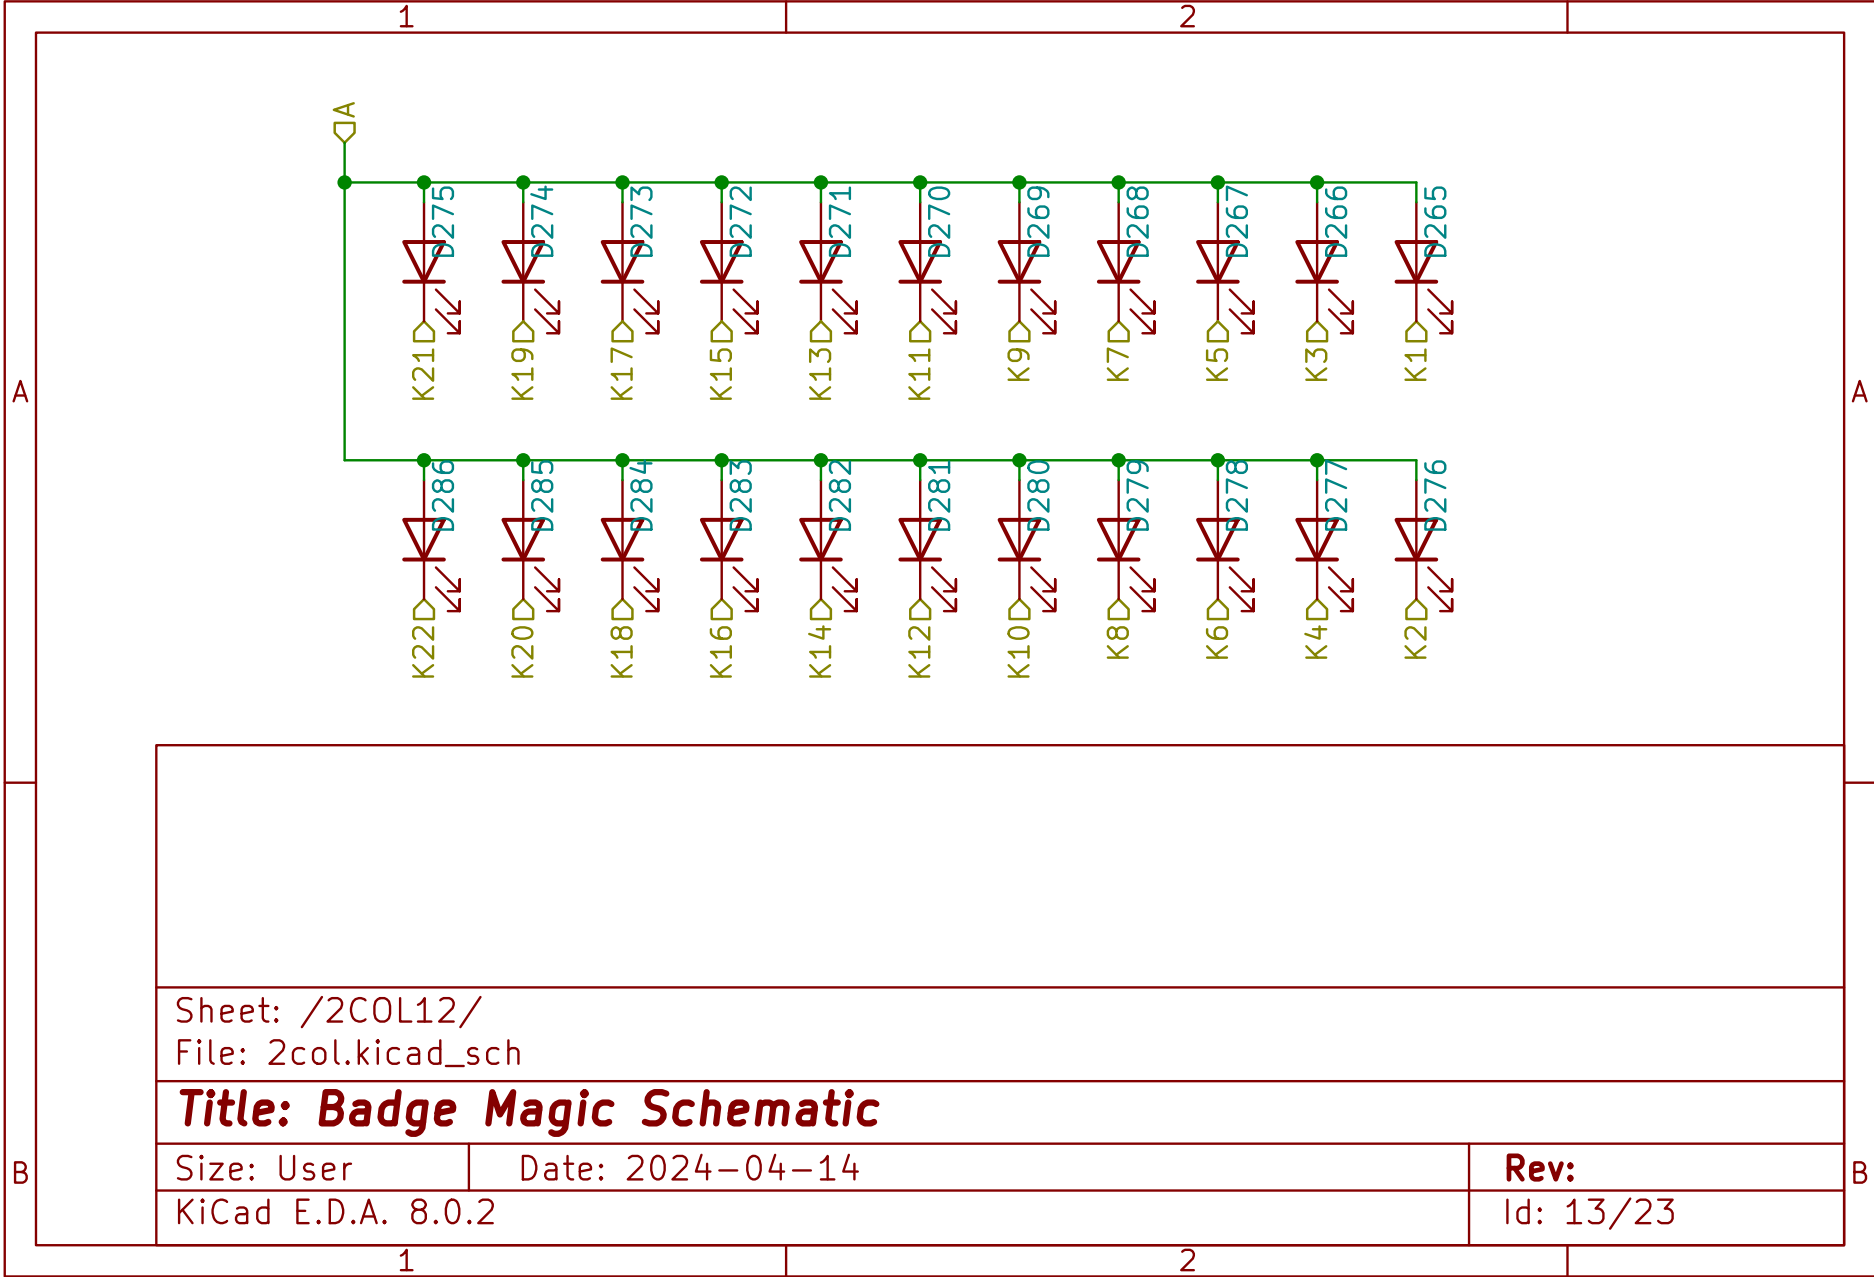 1 2
A
D275 D274 D273 D272 D271 D270 D269 D268 D267 D266 D265
K21 K19 K17 K15 K13 K11 K9 K7 K5 K3 K1
A A
D286 D285 D284 D283 D282 D281 D280 D279 D278 D277 D276
K22 K20 K18 K16 K14 K12 K10 K8 K6 K4 K2
Sheet: /2COL12/
File: 2col.kicad_sch
Title: Badge Magic Schematic
B Size: User Date: 2024-04-14 Rev: B
KiCad E.D.A. 8.0.2 Id: 13/23
1 2